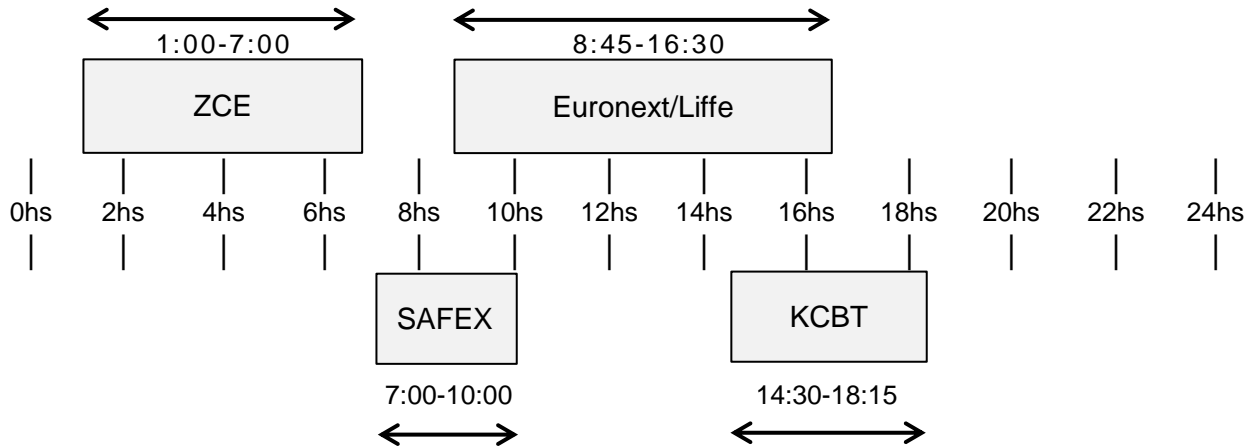 1:00-7:00
8:45-16:30
ZCE
Euronext/Liffe
0hs 2hs 4hs 6hs 8hs 10hs 12hs 14hs 16hs 18hs 20hs 22hs 24hs
SAFEX
KCBT
7:00-10:00
14:30-18:15